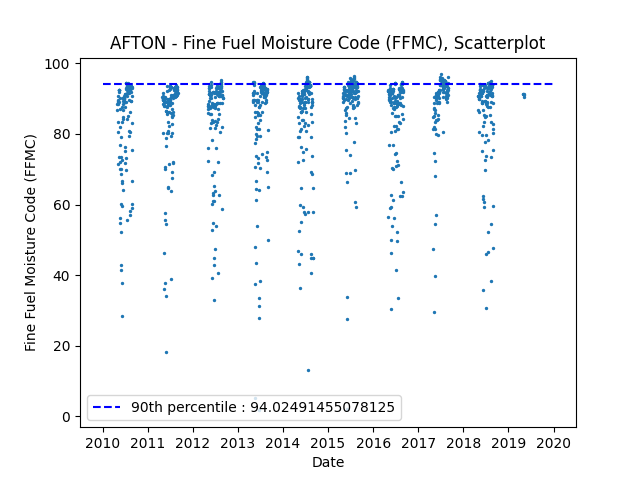 AFTON - Fine Fuel Moisture Code (FFMC), Scatterplot
Fine Fuel Moisture Code (FFMC)
100
80
60
40
20
0
90th percentile : 94.02491455078125
2010 2011 2012 2013 2014 2015 2016 2017 2018 2019 2020
Date